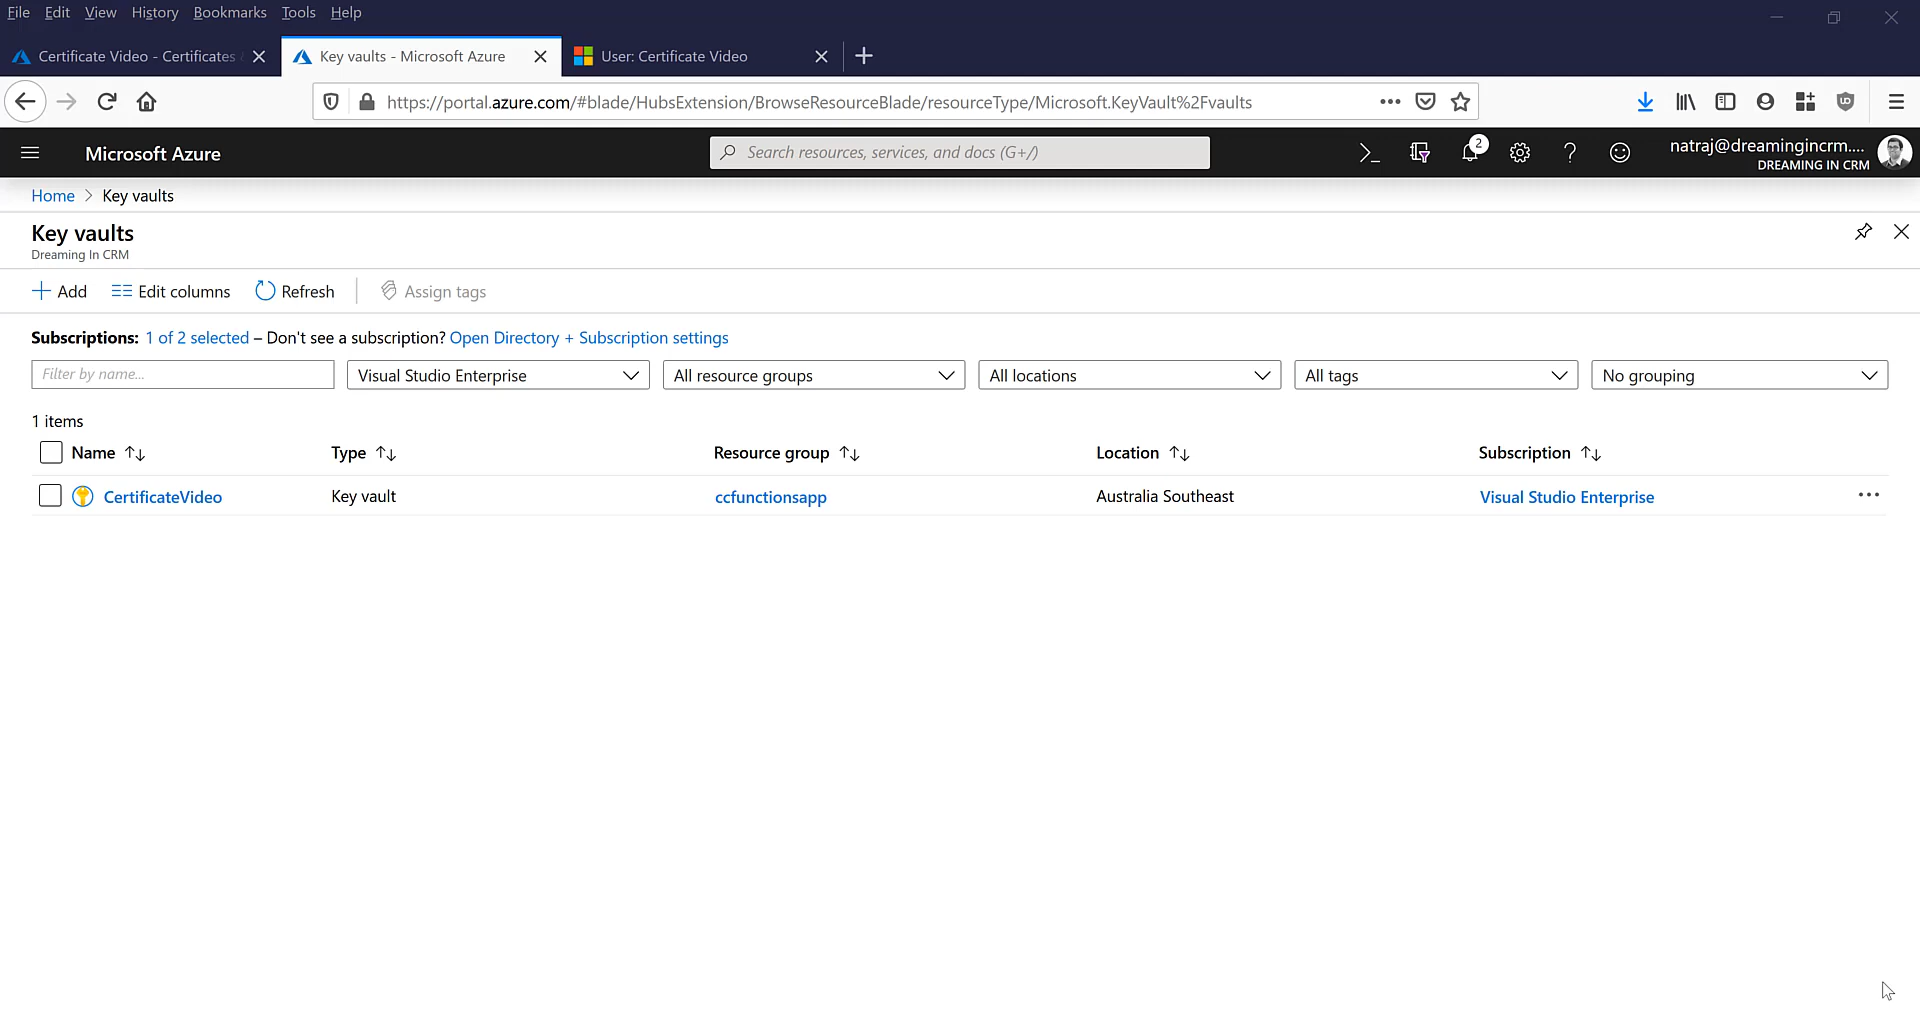 File Edit View History Bookmarks Tools Help
Certificate Video - Certificates
Key vaults - Microsoft Azure
User: Certificate Video
https://portal.azure.com/#blade/HubsExtension/BrowseResourceBlade/resourceType/Microsoft.KeyVault%2Fvaults
Microsoft Azure
Search resources, services, and docs (G+/)
2
natraj@dreamingincrm....
DREAMING IN CRM
Home > Key vaults
Key vaults
Dreaming In CRM
Add Edit columns Refresh Assign tags
Subscriptions: 1 of 2 selected – Don't see a subscription? Open Directory + Subscription settings
Filter by name... Visual Studio Enterprise All resource groups All locations All tags No grouping
1 items
Name Type Resource group Location Subscription
CertificateVideo Key vault ccfunctionsapp Australia Southeast Visual Studio Enterprise